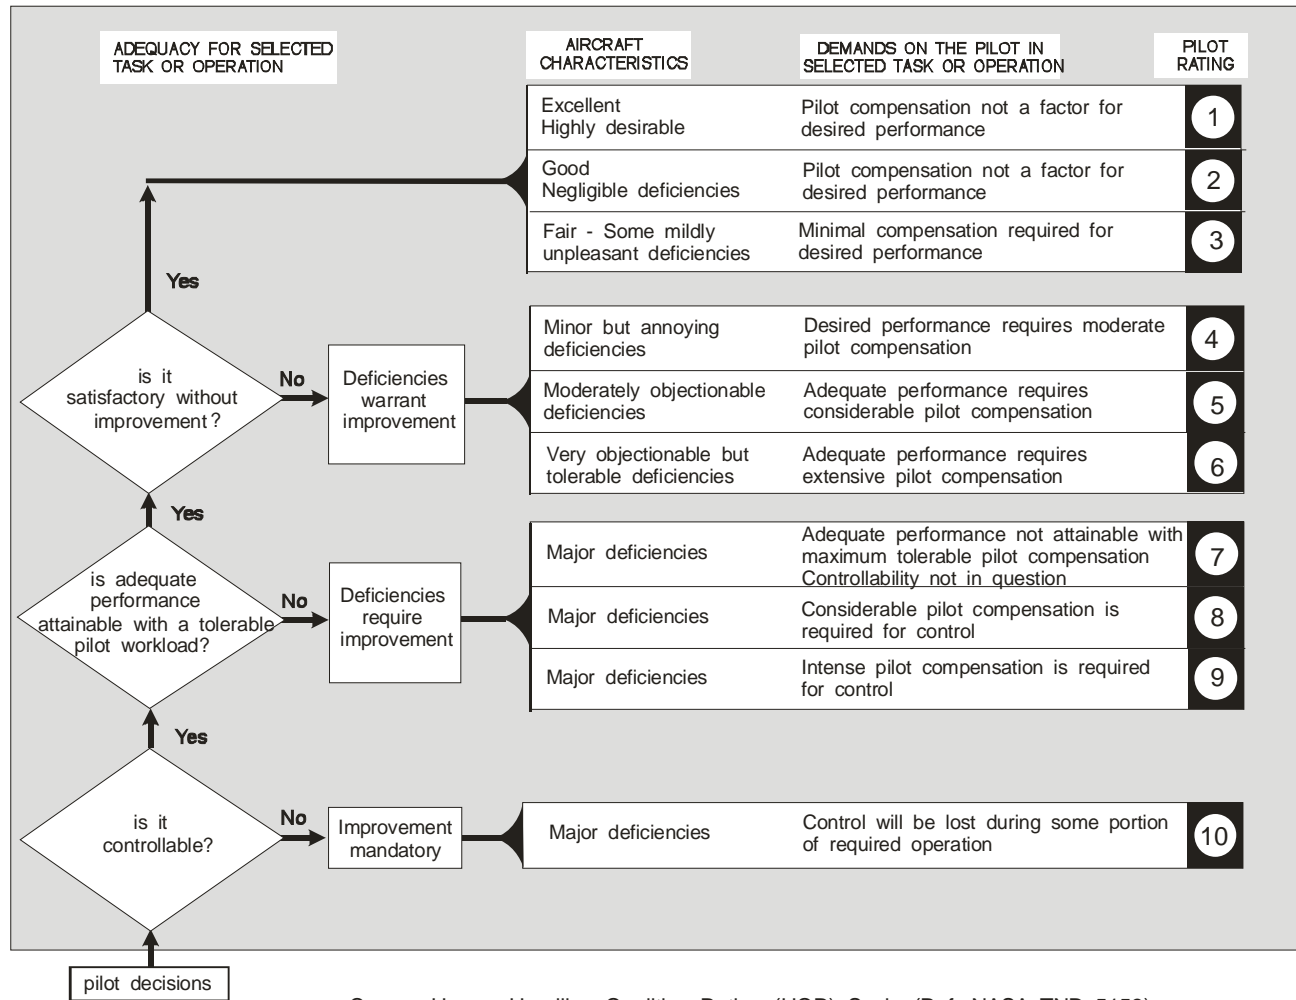 ADEQUACY FOR SELECTED
TASK OR OPERATION
AIRCRAFT
CHARACTERISTICS
DEMANDS ON THE PILOT IN
SELECTED TASK OR OPERATION
PILOT
RATING
Excellent
Highly desirable
Pilot compensation not a factor for
desired performance
1
Good
Negligible deficiencies
Pilot compensation not a factor for
desired performance
2
Fair - Some mildly
unpleasant deficiencies
Minimal compensation required for
desired performance
3
Yes
is it
satisfactory without
improvement?
No
Deficiencies
warrant
improvement
Minor but annoying
deficiencies
Desired performance requires moderate
pilot compensation
4
Moderately objectionable
deficiencies
Adequate performance requires
considerable pilot compensation
5
Very objectionable but
tolerable deficiencies
Adequate performance requires
extensive pilot compensation
6
Yes
is adequate
performance
attainable with a tolerable
pilot workload?
No
Deficiencies
require
improvement
Major deficiencies
Adequate performance not attainable with
maximum tolerable pilot compensation
Controllability not in question
7
Major deficiencies
Considerable pilot compensation is
required for control
8
Major deficiencies
Intense pilot compensation is required
for control
9
Yes
is it
controllable?
No
Improvement
mandatory
Major deficiencies
Control will be lost during some portion
of required operation
10
pilot decisions